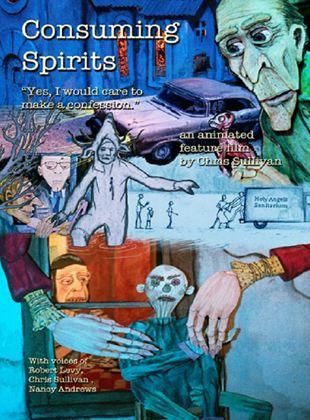 Consuming
Spirits
"Yes, I would care to
make a confession."
an animated
feature film
by Chris Sullivan
Holy Angels
Sanitarium
With voices of
Robert Levy,
Chris Sullivan ,
Nancy Andrews